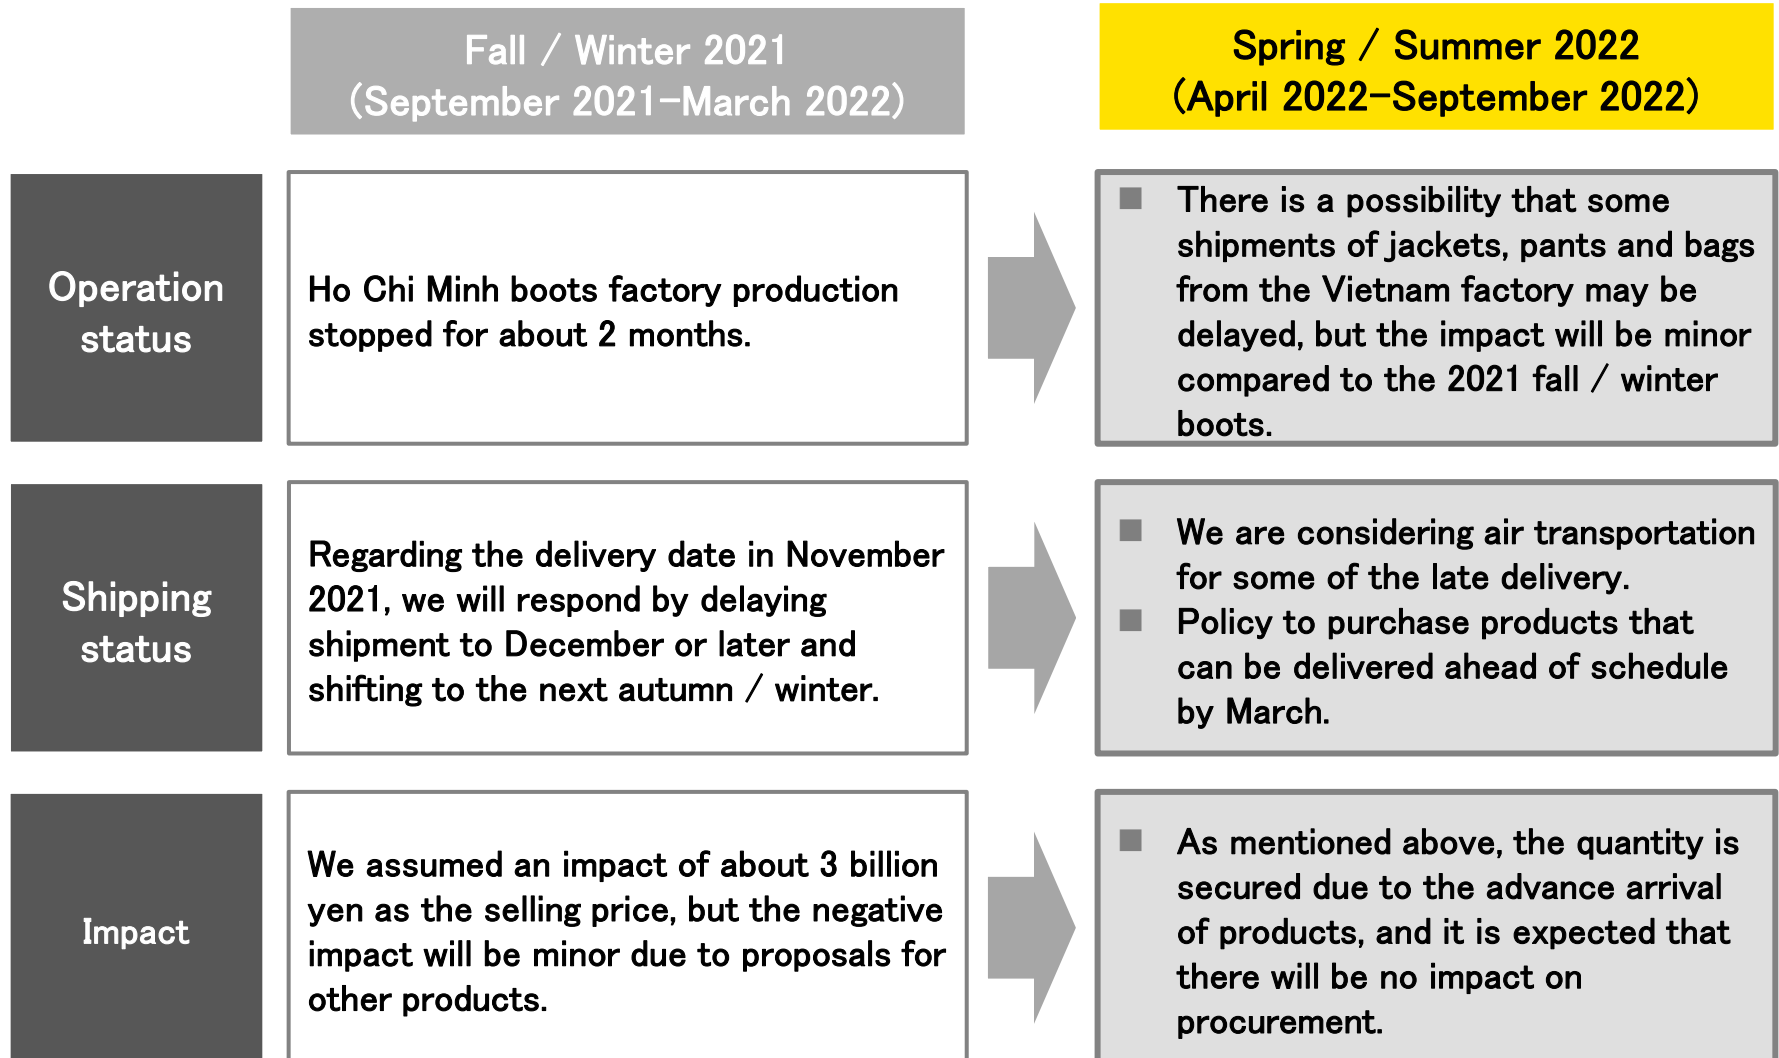 Fall / Winter 2021
(September 2021-March 2022)
Spring / Summer 2022
(April 2022-September 2022)
Operation
status
Ho Chi Minh boots factory production
stopped for about 2 months.
■ There is a possibility that some
shipments of jackets, pants and bags
from the Vietnam factory may be
delayed, but the impact will be minor
compared to the 2021 fall / winter
boots.
Shipping
status
Regarding the delivery date in November
2021, we will respond by delaying
shipment to December or later and
shifting to the next autumn / winter.
■ We are considering air transportation
for some of the late delivery.
■ Policy to purchase products that
can be delivered ahead of schedule
by March.
Impact
We assumed an impact of about 3 billion
yen as the selling price, but the negative
impact will be minor due to proposals for
other products.
■ As mentioned above, the quantity is
secured due to the advance arrival
of products, and it is expected that
there will be no impact on
procurement.